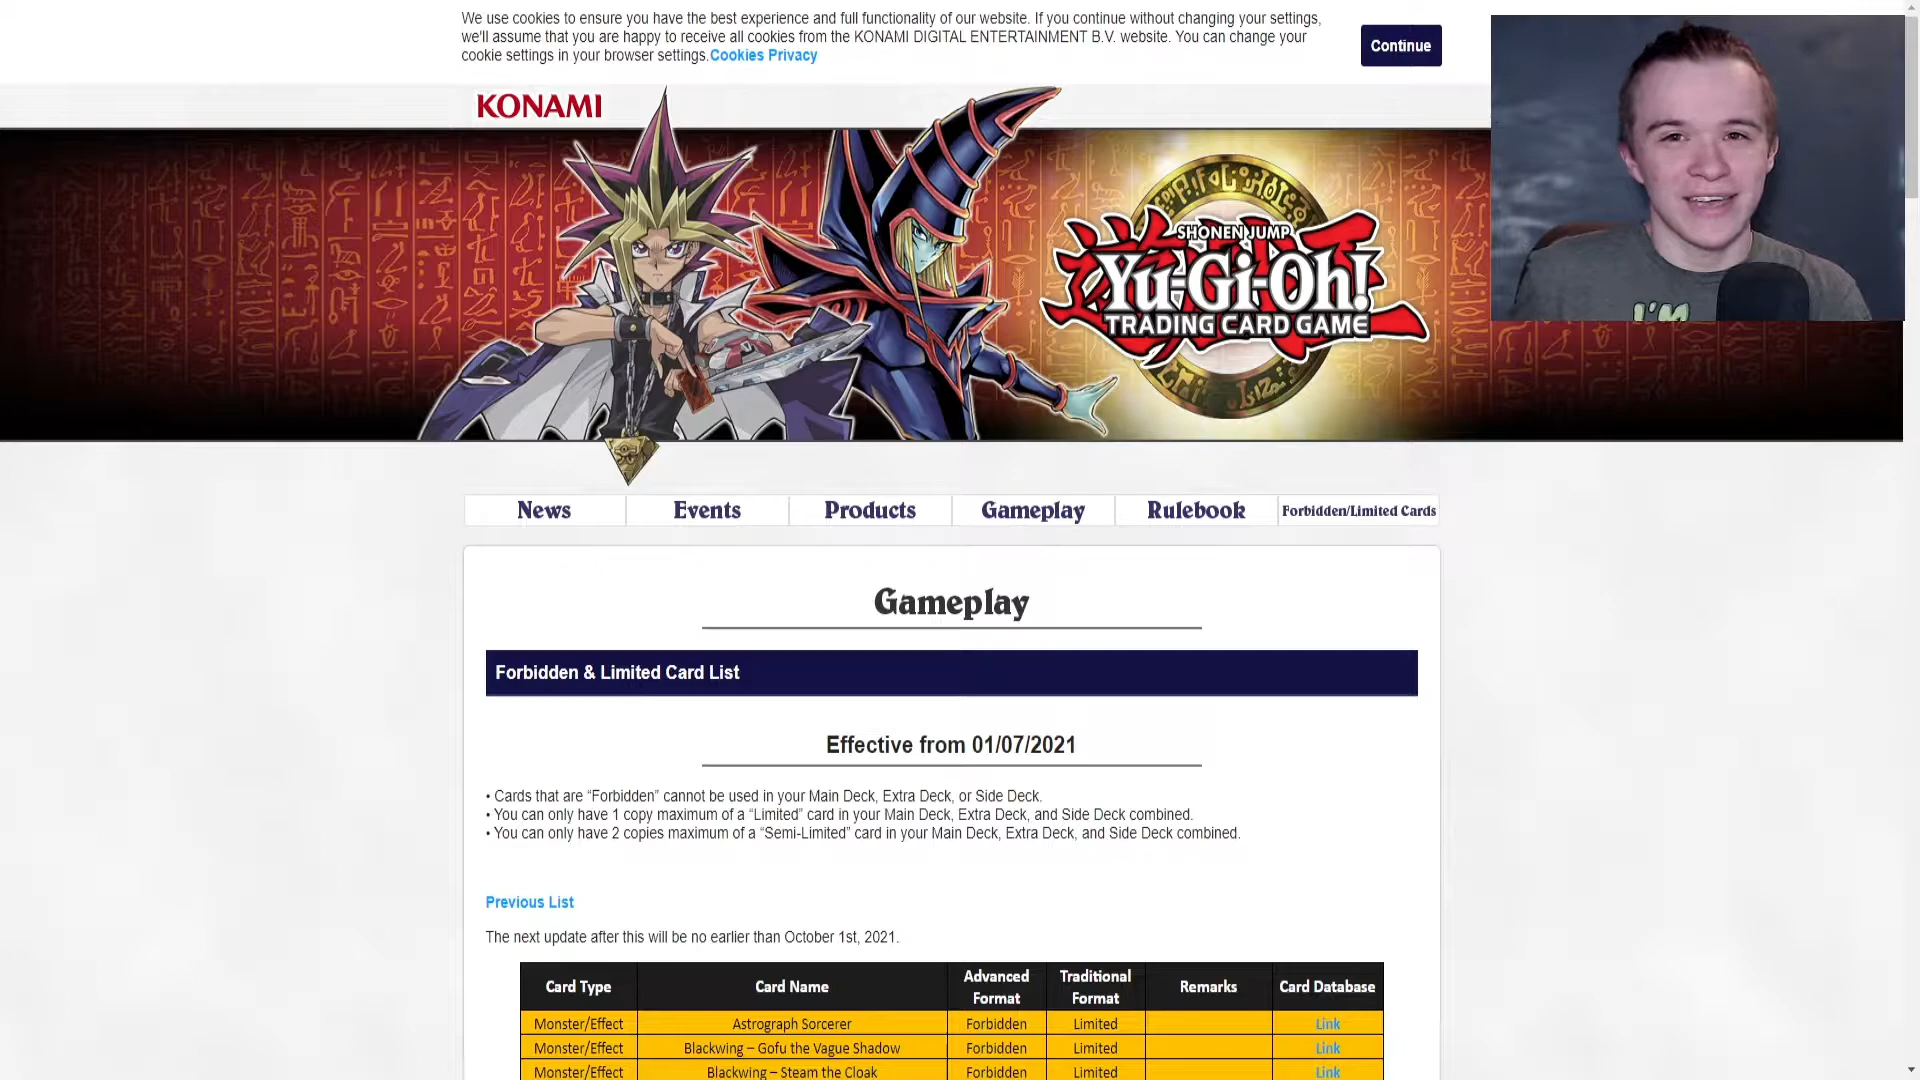 We use cookies to ensure you have the best experience and full functionality of our website. If you continue without changing your settings,
we'll assume that you are happy to receive all cookies from the KONAMI DIGITAL ENTERTAINMENT B.V. website. You can change your
cookie settings in your browser settings.Cookies Privacy
Continue
KONAMI
SHONEN JUMP
Yu-Gi-Oh!
TRADING CARD GAME
I'M
News
Events
Products
Gameplay
Rulebook
Forbidden/Limited Cards
Gameplay
Forbidden & Limited Card List
Effective from 01/07/2021
• Cards that are “Forbidden” cannot be used in your Main Deck, Extra Deck, or Side Deck.
• You can only have 1 copy maximum of a “Limited” card in your Main Deck, Extra Deck, and Side Deck combined.
• You can only have 2 copies maximum of a “Semi-Limited” card in your Main Deck, Extra Deck, and Side Deck combined.
Previous List
The next update after this will be no earlier than October 1st, 2021.
Card Type Card Name Advanced Format Traditional Format Remarks Card Database
Monster/Effect Astrograph Sorcerer Forbidden Limited Link
Monster/Effect Blackwing – Gofu the Vague Shadow Forbidden Limited Link
Monster/Effect Blackwing – Steam the Cloak Forbidden Limited Link